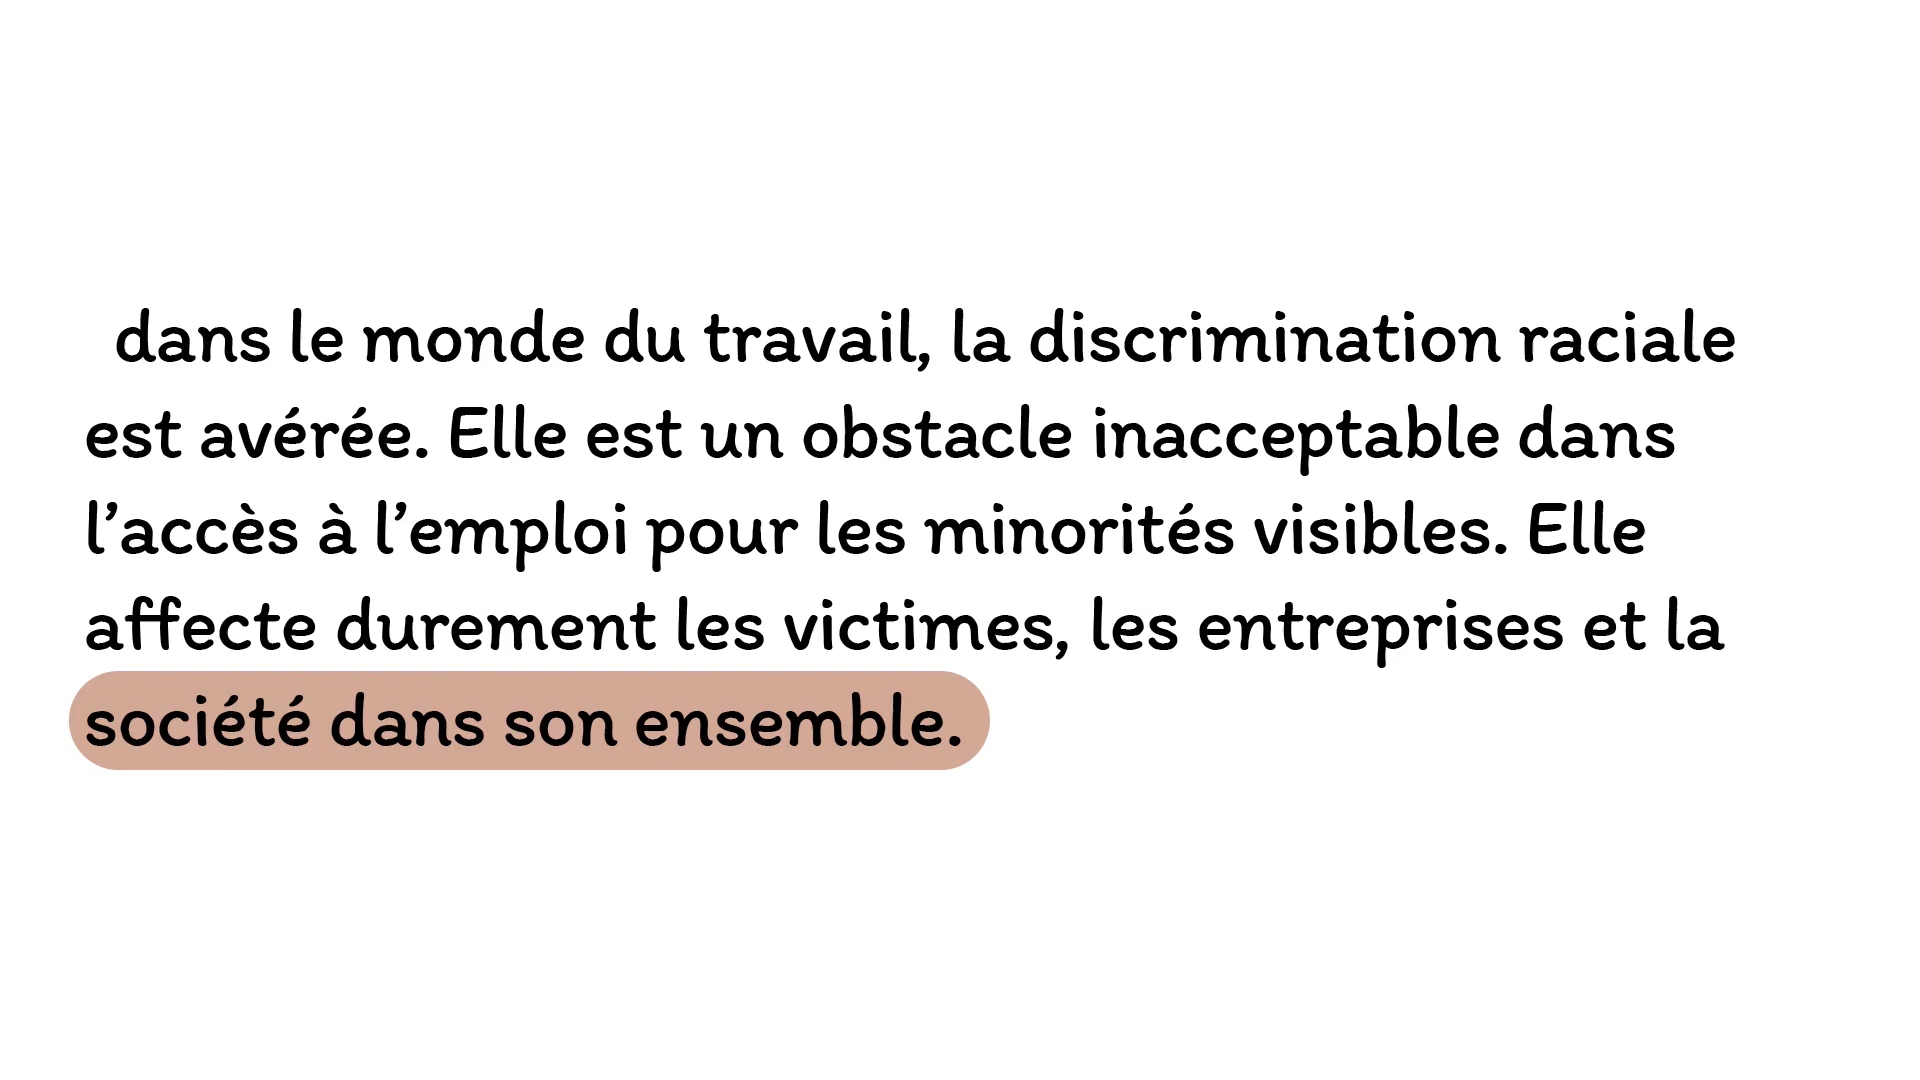 dans le monde du travail, la discrimination raciale
est avérée. Elle est un obstacle inacceptable dans
l’accès à l’emploi pour les minorités visibles. Elle
affecte durement les victimes, les entreprises et la
société dans son ensemble.